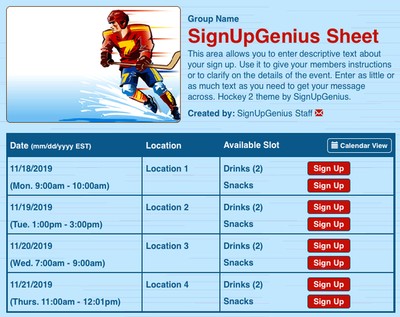 Group Name
SignUpGenius Sheet
This area allows you to enter descriptive text about
your sign up. Use it to give your members instructions
or to clarify on the details of the event. Enter as little or
as much text as you need to get your message
across. Hockey 2 theme by SignUpGenius.
Created by: SignUpGenius Staff
Date (mm/dd/yyyy EST) Location Available Slot Calendar View
11/18/2019 Location 1 Drinks (2) Sign Up
(Mon. 9:00am - 10:00am) Snacks Sign Up
11/19/2019 Location 2 Drinks (2) Sign Up
(Tue. 1:00pm - 3:00pm) Snacks Sign Up
11/20/2019 Location 3 Drinks (2) Sign Up
(Wed. 7:00am - 9:00am) Snacks Sign Up
11/21/2019 Location 4 Drinks (2) Sign Up
(Thurs. 11:00am - 12:01pm) Snacks Sign Up
7